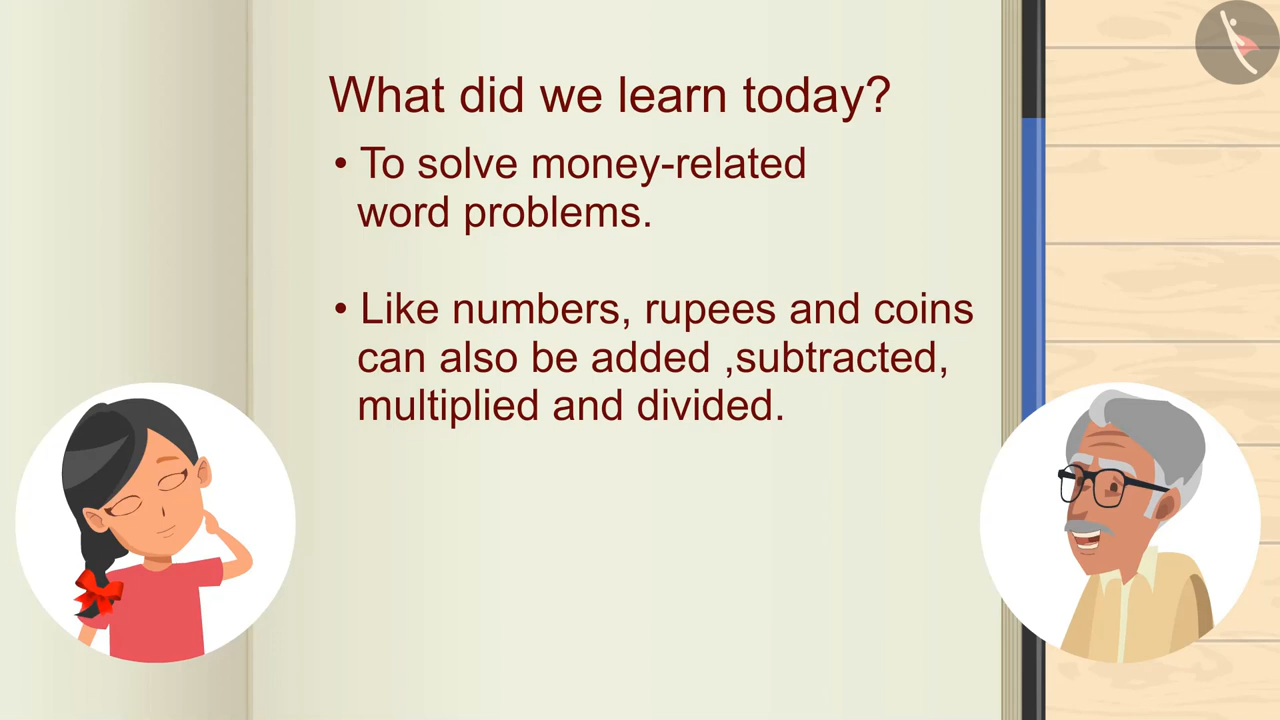 What did we learn today?
• To solve money-related
word problems.
• Like numbers, rupees and coins
can also be added ,subtracted,
multiplied and divided.